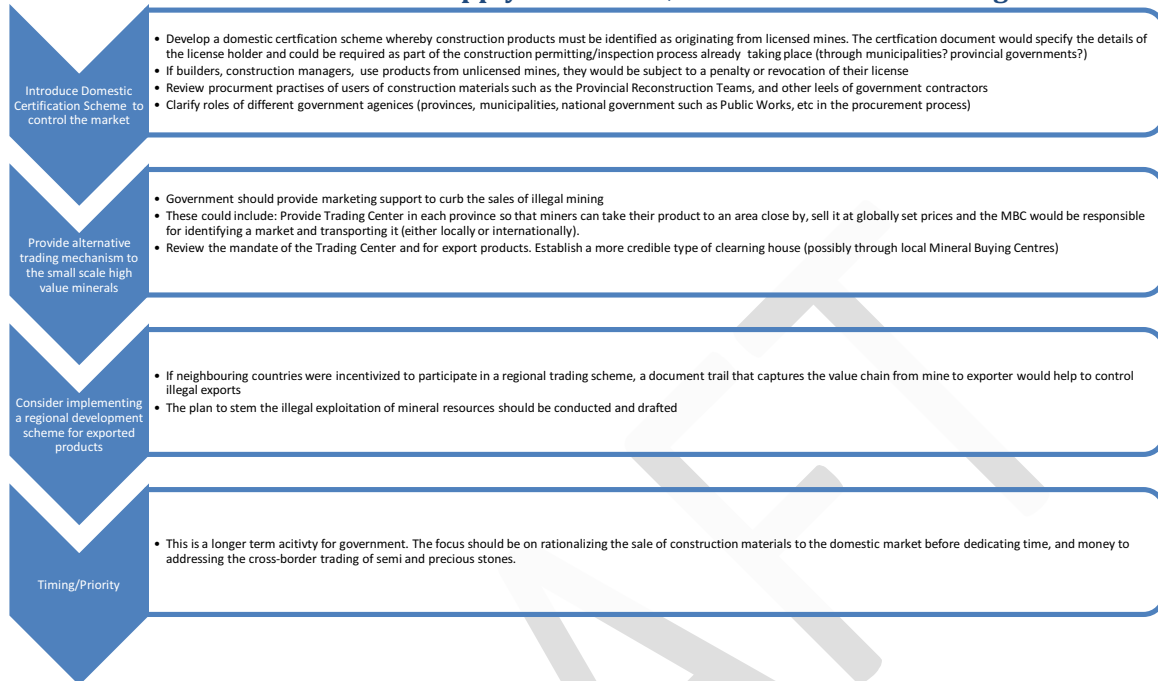 Introduce Domestic
Certification Scheme to
control the market
• Develop a domestic certfication scheme whereby construction products must be identified as originating from licensed mines. The certfication document would specify the details of
the license holder and could be required as part of the construction permitting/inspection process already taking place (through municipalities? provincial governments?)
• If builders, construction managers, use products from unlicensed mines, they would be subject to a penalty or revocation of their license
• Review procurment practises of users of construction materials such as the Provincial Reconstruction Teams, and other leels of government contractors
• Clarify roles of different government agenices (provinces, municipalities, national government such as Public Works, etc in the procurement process)
Provide alternative
trading mechanism to
the small scale high
value minerals
• Government should provide marketing support to curb the sales of illegal mining
• These could include: Provide Trading Center in each province so that miners can take their product to an area close by, sell it at globally set prices and the MBC would be responsible
for identifying a market and transporting it (either locally or internationally).
• Review the mandate of the Trading Center and for export products. Establish a more credible type of clearning house (possibly through local Mineral Buying Centres)
Consider implementing
a regional development
scheme for exported
products
• If neighbouring countries were incentivized to participate in a regional trading scheme, a document trail that captures the value chain from mine to exporter would help to control
illegal exports
• The plan to stem the illegal exploitation of mineral resources should be conducted and drafted
Timing/Priority
• This is a longer term acitivty for government. The focus should be on rationalizing the sale of construction materials to the domestic market before dedicating time, and money to
addressing the cross-border trading of semi and precious stones.
AFT